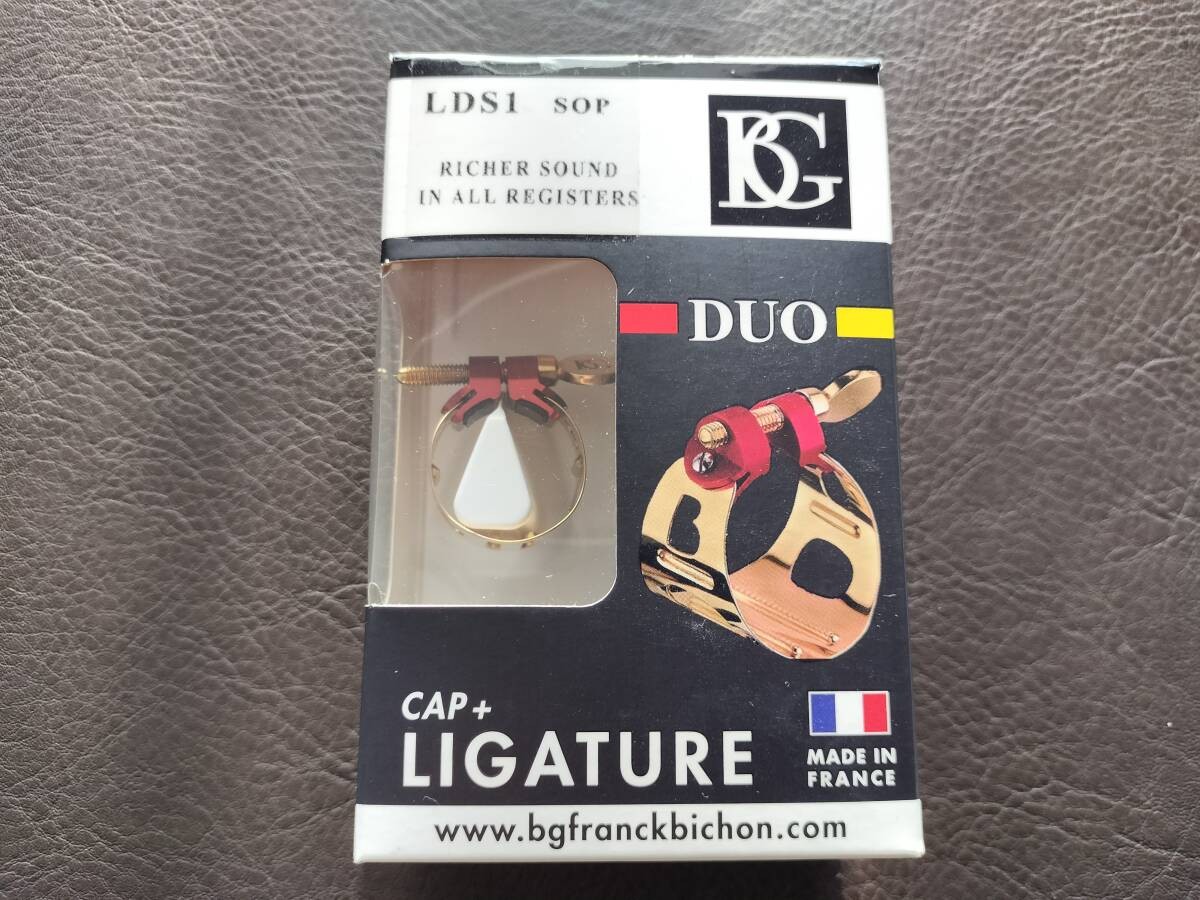 LDS1 SOP
RICHER SOUND
IN ALL REGISTERS
BG
DUO
CAP +
LIGATURE
MADE IN
FRANCE
www.bgfranckbichon.com